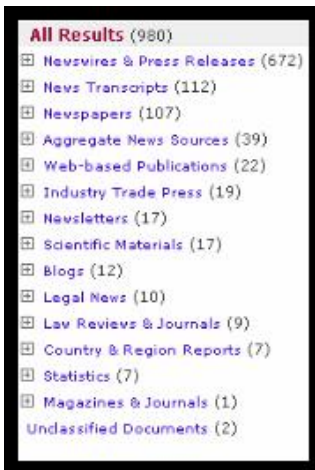 All Results (980)
Newswires & Press Releases (672)
News Transcripts (112)
Newspapers (107)
Aggregate News Sources (39)
Web-based Publications (22)
Industry Trade Press (19)
Newsletters (17)
Scientific Materials (17)
Blogs (12)
Legal News (10)
Law Reviews & Journals (9)
Country & Region Reports (7)
Statistics (7)
Magazines & Journals (1)
Unclassified Documents (2)